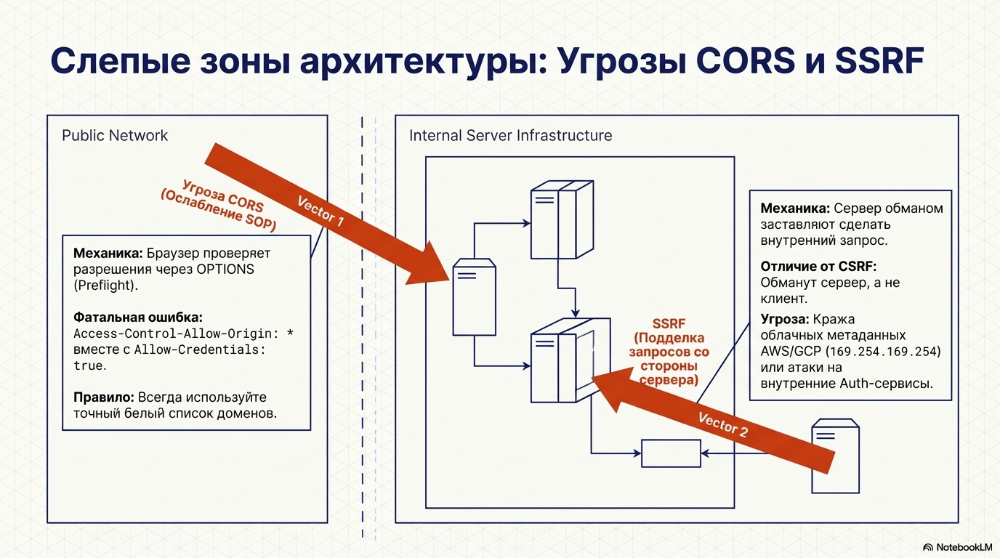 Слепые зоны архитектуры: Угрозы CORS и SSRF
Public Network
Угроза CORS
(Ослабление SOP)
Vector 1
Механика: Браузер проверяет
разрешения через OPTIONS
(Preflight).
Фатальная ошибка:
Access-Control-Allow-Origin: *
вместе с Allow-Credentials:
true.
Правило: Всегда используйте
точный белый список доменов.
Internal Server Infrastructure
SSRF
(Подделка
запросов со
стороны
сервера)
Vector 2
Механика: Сервер обманом
заставляют сделать
внутренний запрос.
Отличие от CSRF:
Обманут сервер, а не
клиент.
Угроза: Кража
облачных метаданных
AWS/GCP (169.254.169.254)
или атаки на
внутренние Auth-сервисы.
NotebookLM